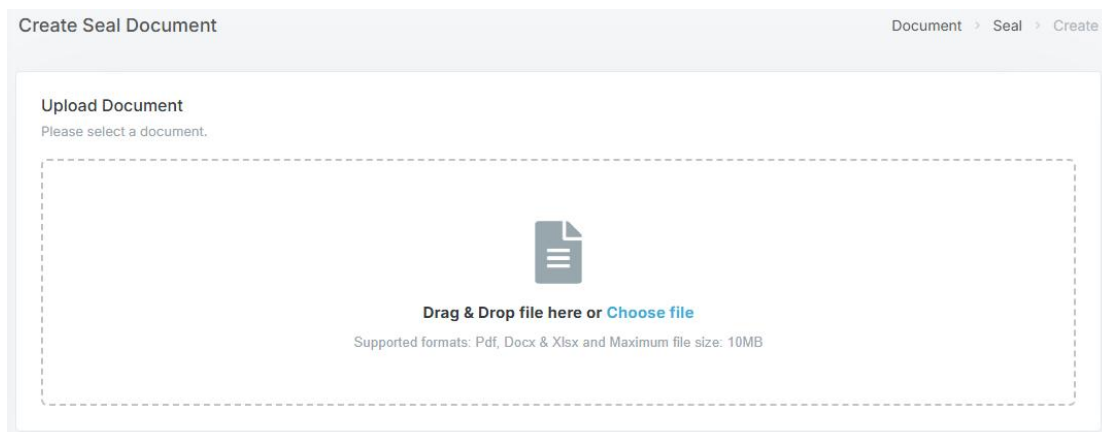 Create Seal Document
Document > Seal > Create
Upload Document
Please select a document.
Drag & Drop file here or Choose file
Supported formats: Pdf, Docx & Xlsx and Maximum file size: 10MB